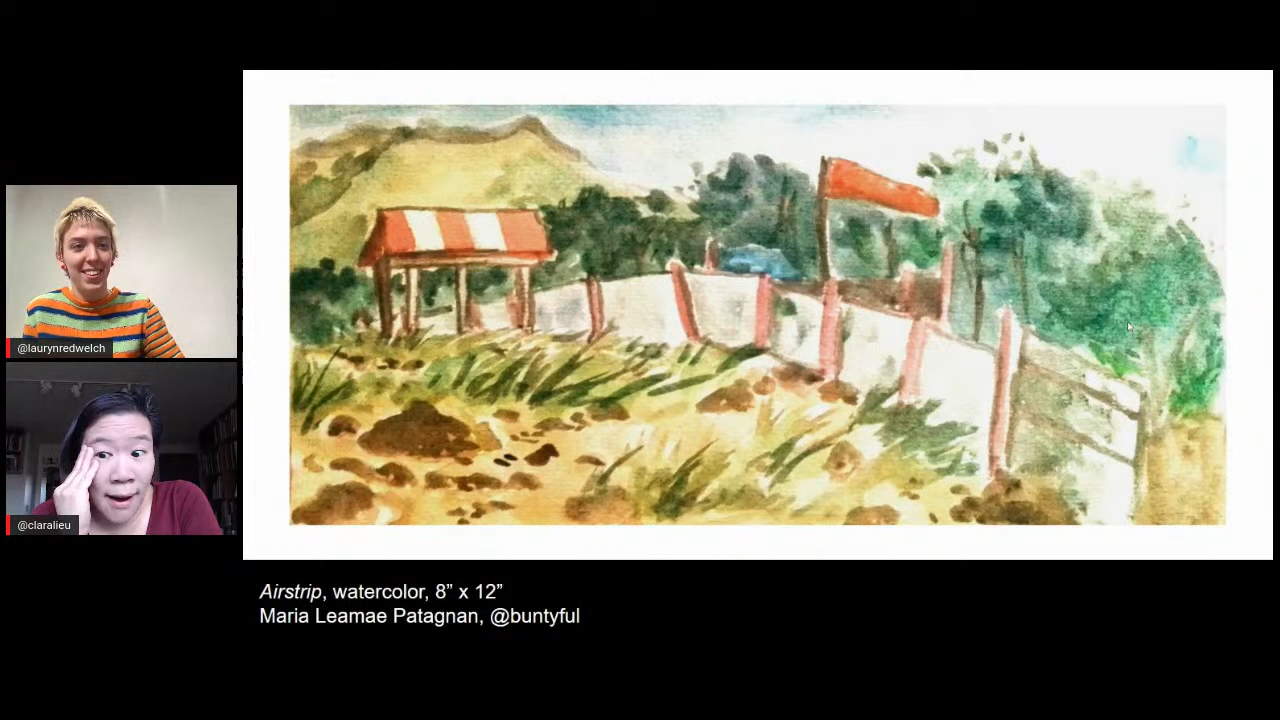 @laurynredwelch
@claralieu
Airstrip, watercolor, 8” x 12”
Maria Leamae Patagnan, @buntyful